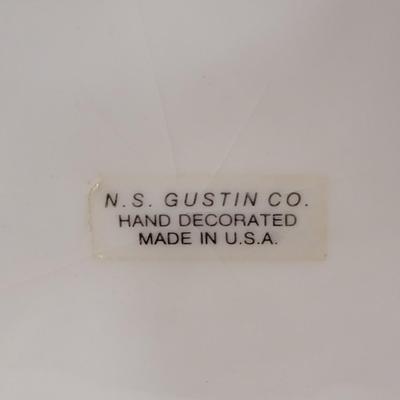 N. S. GUSTIN CO.
HAND DECORATED
MADE IN U.S.A.